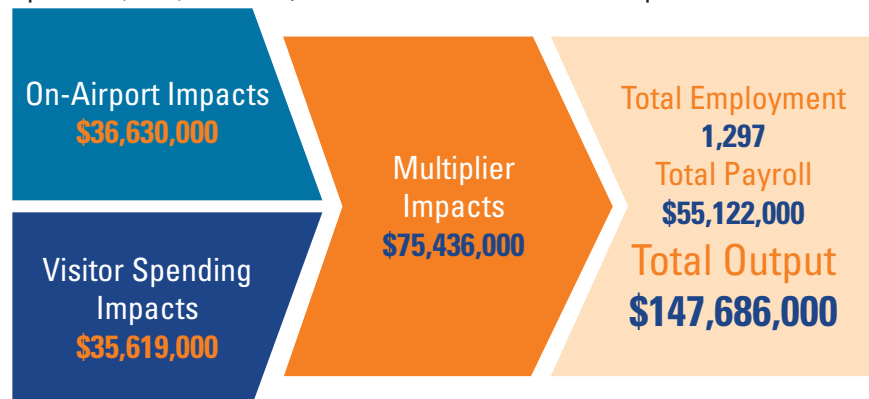 On-Airport Impacts
$36,630,000
Visitor Spending
Impacts
$35,619,000
Multiplier
Impacts
$75,436,000
Total Employment
1,297
Total Payroll
$55,122,000
Total Output
$147,686,000